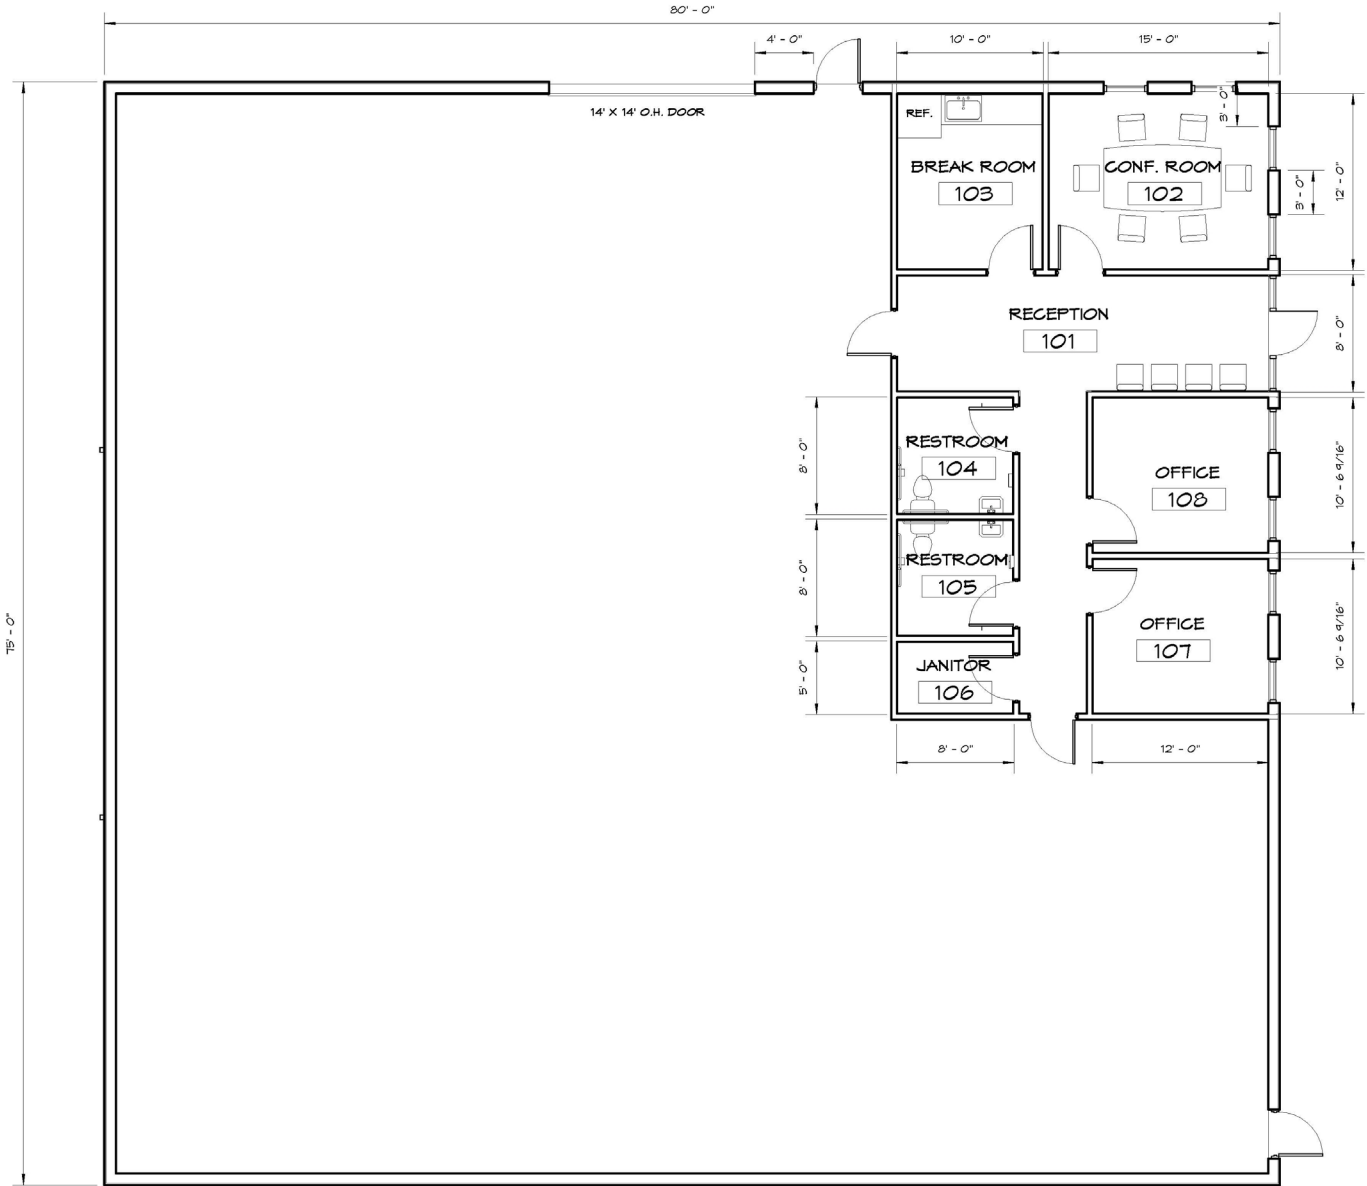 80' - 0"
4' - 0"
10' - 0"
15' - 0"
14' X 14' O.H. DOOR
REF.
3' - 0"
BREAK ROOM
103
CONF. ROOM
102
3' - 0"
12' - 0"
RECEPTION
101
8' - 0"
RESTROOM
104
8' - 0"
OFFICE
108
10' - 6 9/16"
RESTROOM
105
8' - 0"
75' - 0"
OFFICE
107
10' - 6 9/16"
JANITOR
106
5' - 0"
8' - 0"
12' - 0"